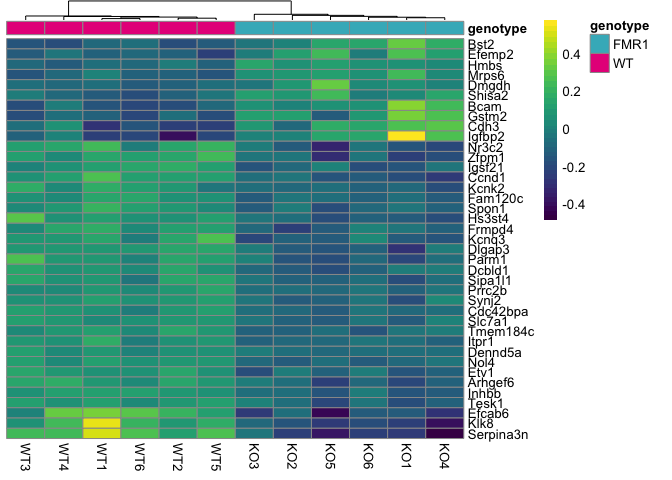 genotype
Bst2
Efemp2
Hmbs
Mrps6
Dmgdh
Shisa2
Bcam
Gstm2
Cdh3
Igfbp2
Nr3c2
Zfpm1
Igsf21
Ccnd1
Kcnk2
Fam120c
Spon1
Hs3st4
Frmpd4
Kcnq3
Dlgab3
Parm1
Dcbld1
Sipa1l1
Prrc2b
Synj2
Cdc42bpa
Slc7a1
Tmem184c
Itpr1
Dennd5a
Nol4
Etv1
Arhgef6
Inhbb
Tesk1
Efcab6
Klk8
Serpina3n
WT3 WT4 WT1 WT6 WT2 WT5 KO3 KO2 KO5 KO6 KO1 KO4
0.4
0.2
0
-0.2
-0.4
genotype
FMR1
WT